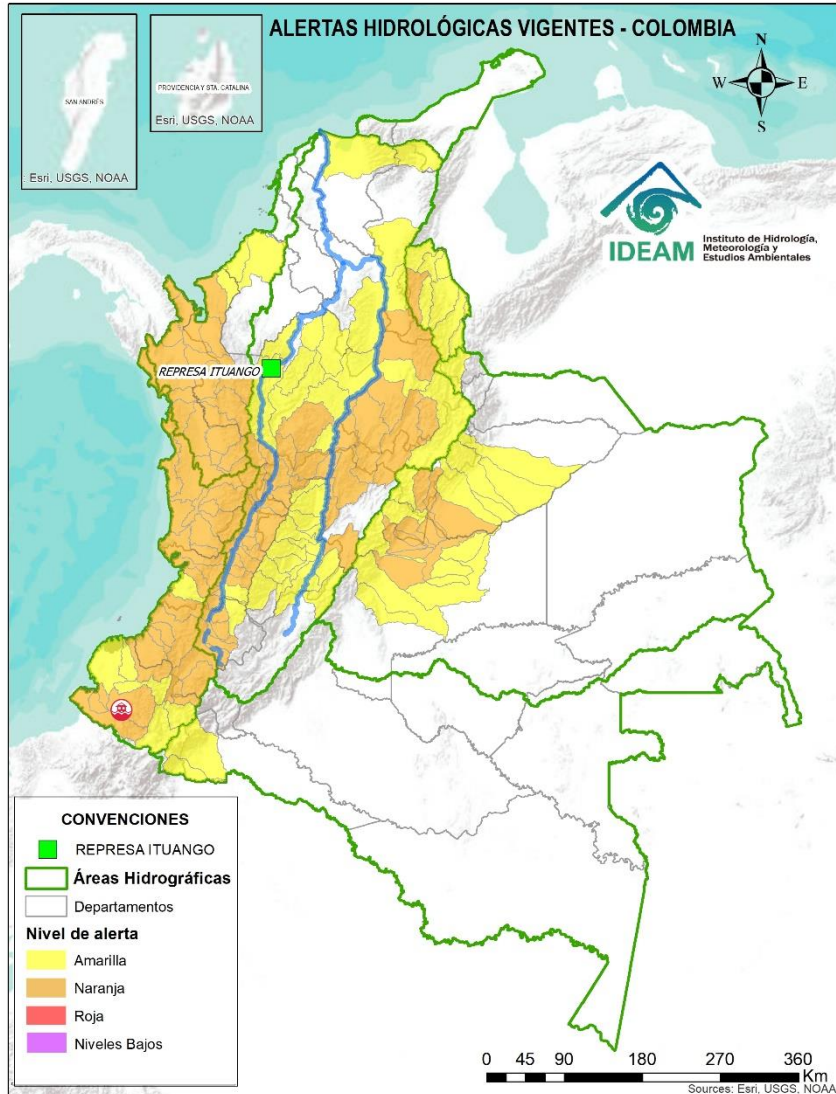 ALERTAS HIDROLÓGICAS VIGENTES - COLOMBIA
SAN ANDRÉS
Esri, USGS, NOAA
PROVIDENCIA Y STA. CATALINA
Esri, USGS, NOAA
N
W
E
S
IDEAM
Instituto de Hidrología,
Meteorología y
Estudios Ambientales
REPRESA ITUANGO
CONVENCIONES
REPRESA ITUANGO
Áreas Hidrográficas
Departamentos
Nivel de alerta
Amarilla
Naranja
Roja
Niveles Bajos
0 45 90 180 270 360
Km
Sources: Esri, USGS, NOAA